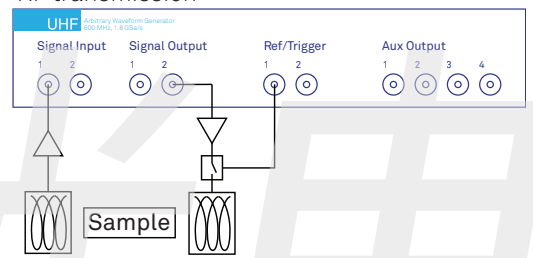 transmission
UHF Arbitrary Waveform Generator
600 MHz, 1.8 GSa/s
Signal Input Signal Output Ref/Trigger Aux Output
1 2 1 2 1 2 1 2 3 4
Sample